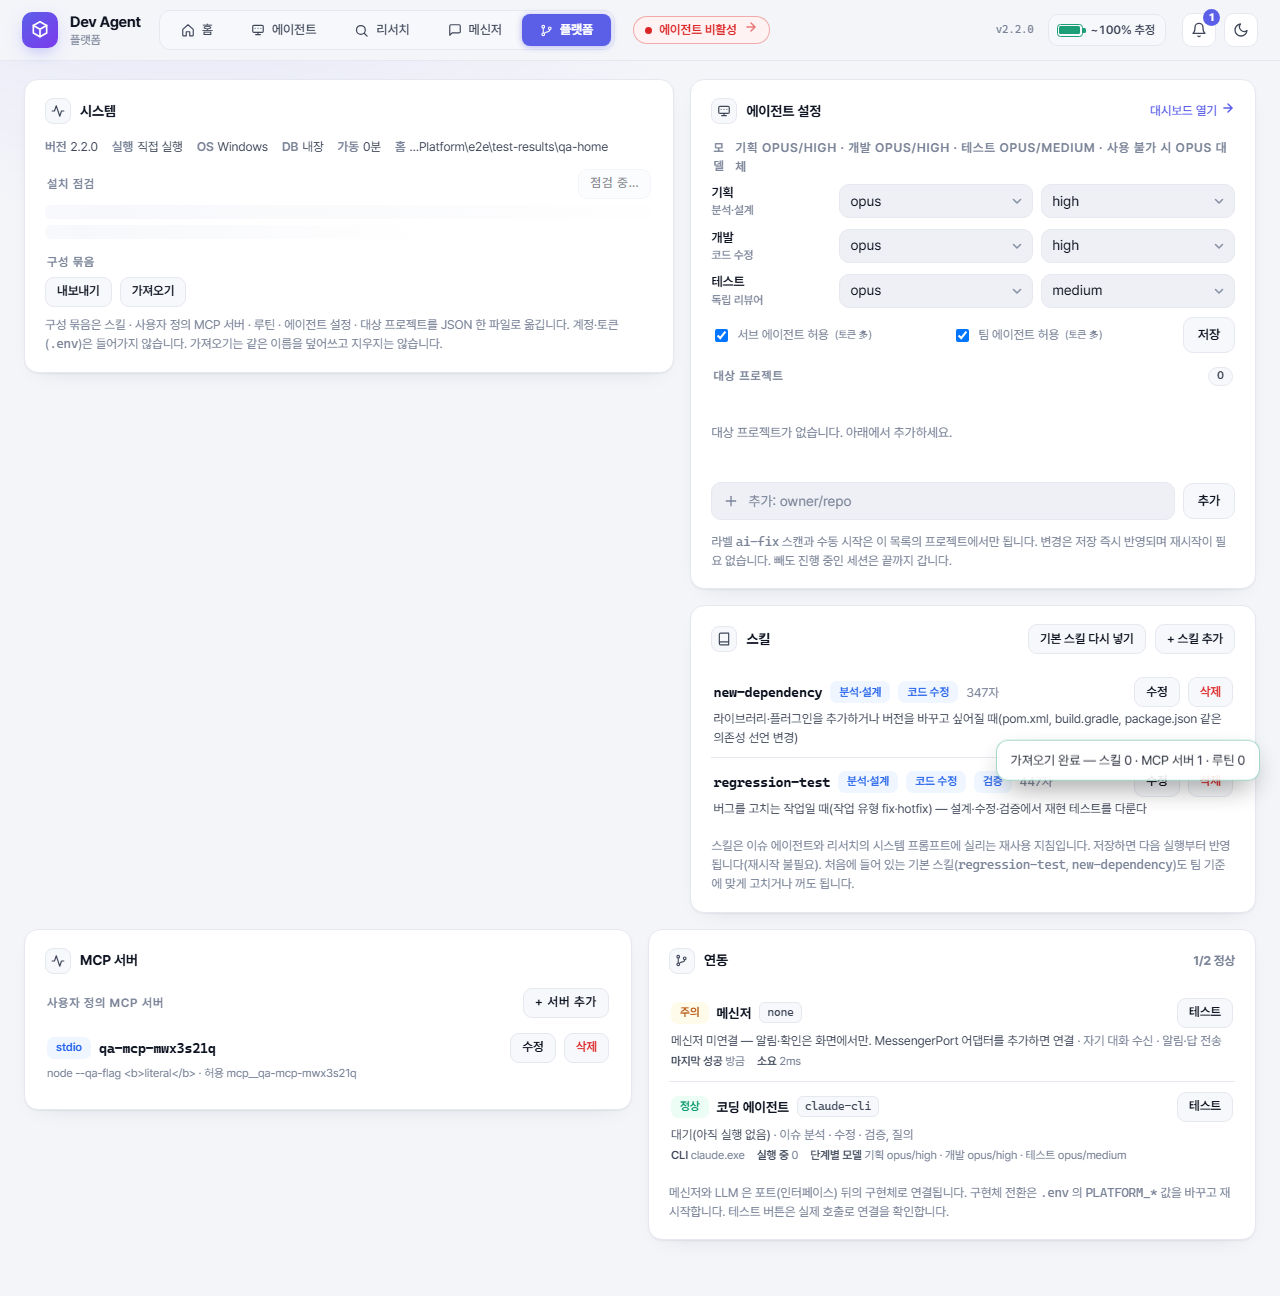 Dev Agent
플랫폼
홈
에이전트
리서치
메신저
플랫폼
에이전트 비활성
v2.2.0
~100% 추정
1
시스템
버전 2.2.0 실행 직접 실행 OS Windows DB 내장 가동 0분 홈 ...Platform\e2e\test-results\qa-home
설치 점검
점검 중...
구성 묶음
내보내기
가져오기
구성 묶음은 스킬 · 사용자 정의 MCP 서버 · 루틴 · 에이전트 설정 · 대상 프로젝트를 JSON 한 파일로 옮깁니다. 계정·토큰
(.env)은 들어가지 않습니다. 가져오기는 같은 이름을 덮어쓰고 지우지는 않습니다.
에이전트 설정
대시보드 열기
모델
기획 OPUS/HIGH · 개발 OPUS/HIGH · 테스트 OPUS/MEDIUM · 사용 불가 시 OPUS 대체
기획
분석·설계
opus
high
개발
코드 수정
opus
high
테스트
독립 리뷰어
opus
medium
서브 에이전트 허용 (토큰 多)
팀 에이전트 허용 (토큰 多)
저장
대상 프로젝트
0
대상 프로젝트가 없습니다. 아래에서 추가하세요.
추가: owner/repo
추가
라벨 ai-fix 스캔과 수동 시작은 이 목록의 프로젝트에서만 됩니다. 변경은 저장 즉시 반영되며 재시작이 필
요 없습니다. 빼도 진행 중인 세션은 끝까지 갑니다.
스킬
기본 스킬 다시 넣기
+ 스킬 추가
new-dependency 분석·설계 코드 수정 347자
수정
삭제
라이브러리·플러그인을 추가하거나 버전을 바꾸고 싶어질 때(pom.xml, build.gradle, package.json 같은
의존성 선언 변경)
가져오기 완료 — 스킬 0 · MCP 서버 1 · 루틴 0
regression-test 분석·설계 코드 수정 검증 447자
수정
삭제
버그를 고치는 작업일 때(작업 유형 fix·hotfix) — 설계·수정·검증에서 재현 테스트를 다룬다
스킬은 이슈 에이전트와 리서치의 시스템 프롬프트에 실리는 재사용 지침입니다. 저장하면 다음 실행부터 반영
됩니다(재시작 불필요). 처음에 들어 있는 기본 스킬(regression-test, new-dependency)도 팀 기준
에 맞게 고치거나 꺼도 됩니다.
MCP 서버
사용자 정의 MCP 서버
+ 서버 추가
stdio qa-mcp-mwx3s21q
수정
삭제
node --qa-flag <b>literal</b> · 허용 mcp__qa-mcp-mwx3s21q
연동
1/2 정상
주의 메신저 none
테스트
메신저 미연결 — 알림·확인은 화면에서만. MessengerPort 어댑터를 추가하면 연결 · 자기 대화 수신 · 알림·답 전송
마지막 성공 방금 소요 2ms
정상 코딩 에이전트 claude-cli
테스트
대기(아직 실행 없음) · 이슈 분석 · 수정 · 검증, 질의
CLI claude.exe 실행 중 0 단계별 모델 기획 opus/high · 개발 opus/high · 테스트 opus/medium
메신저와 LLM 은 포트(인터페이스) 뒤의 구현체로 연결됩니다. 구현체 전환은 .env 의 PLATFORM_* 값을 바꾸고 재
시작합니다. 테스트 버튼은 실제 호출로 연결을 확인합니다.